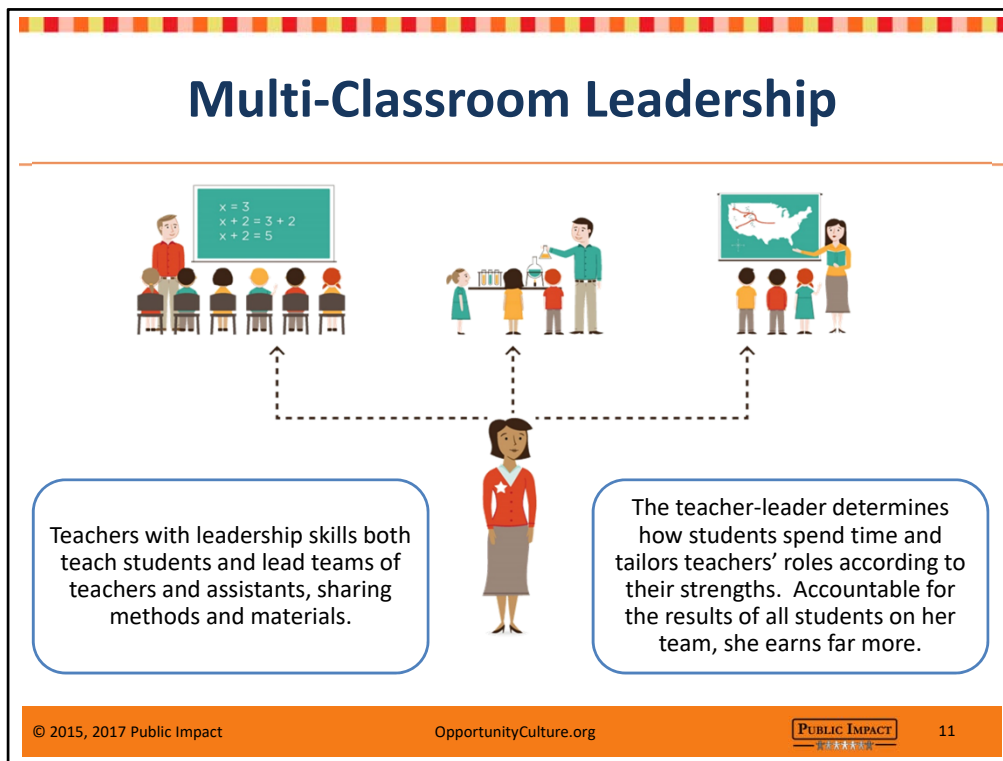 Multi-Classroom Leadership
x = 3
x + 2 = 3 + 2
x + 2 = 5
Teachers with leadership skills both
teach students and lead teams of
teachers and assistants, sharing
methods and materials.
The teacher-leader determines
how students spend time and
tailors teachers’ roles according to
their strengths.  Accountable for
the results of all students on her
team, she earns far more.
© 2015, 2017 Public Impact
OpportunityCulture.org
PUBLIC IMPACT
11